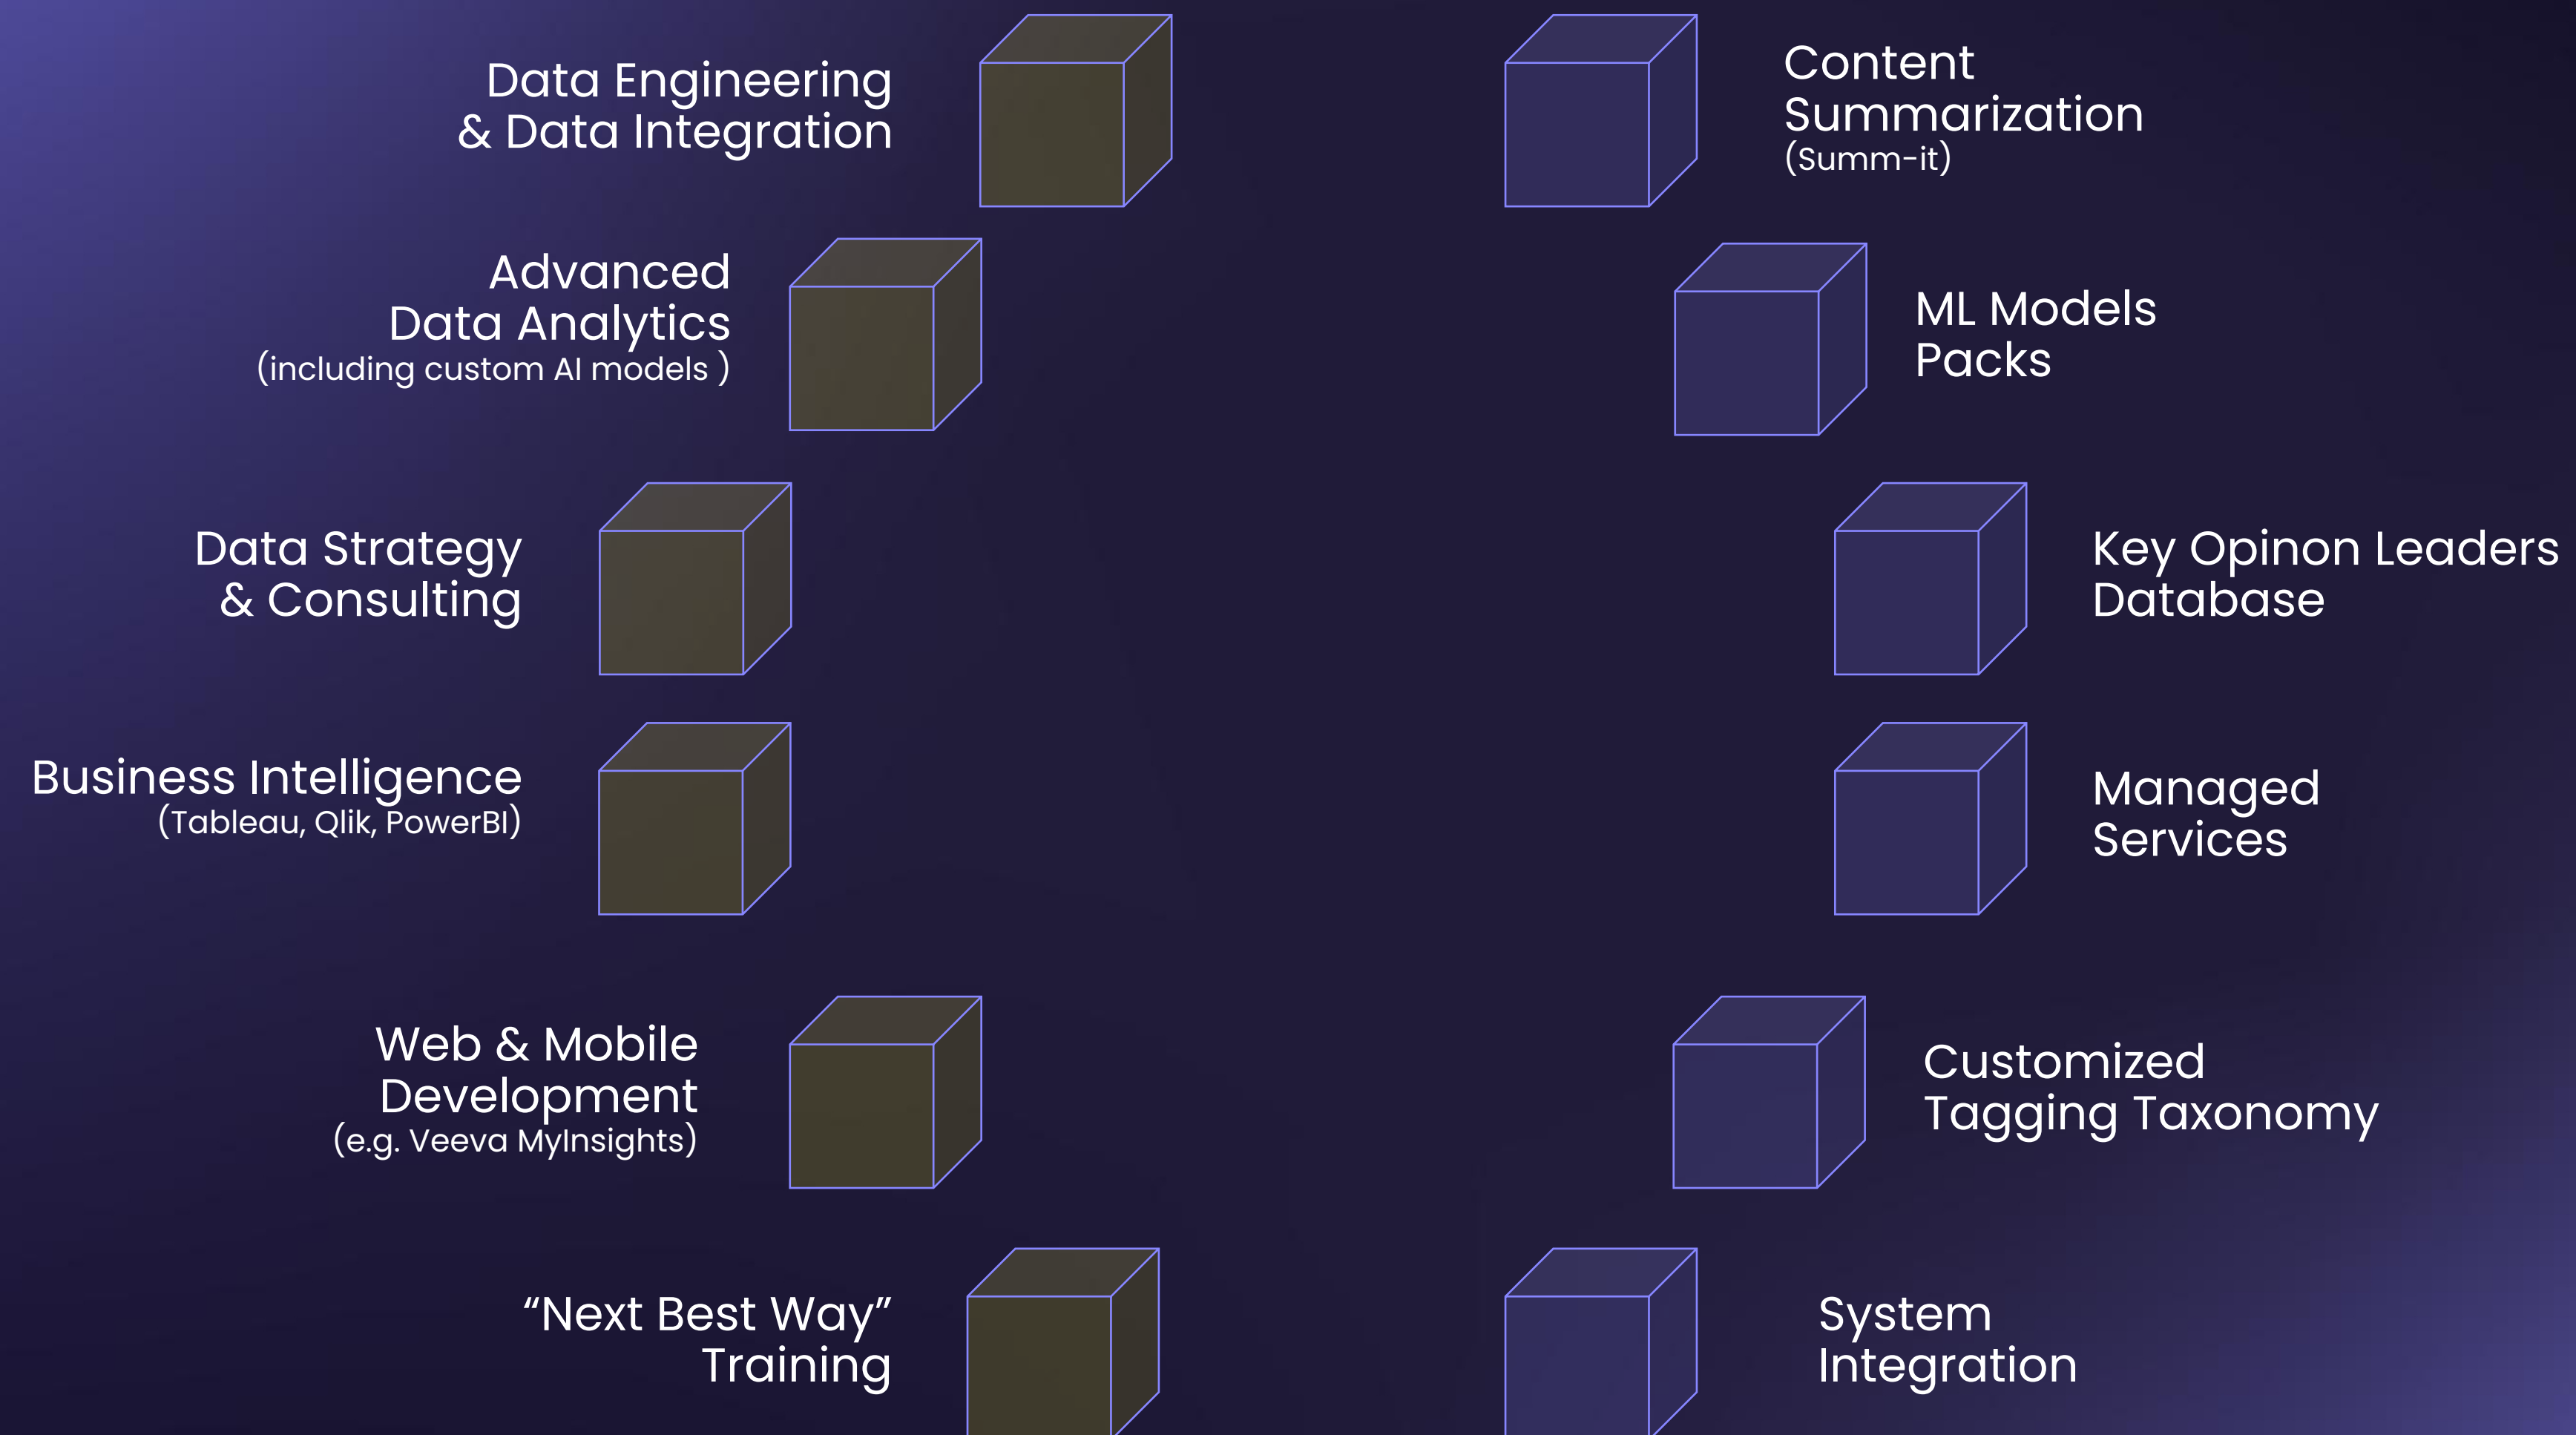 Data Engineering
& Data Integration
Advanced
Data Analytics
(including custom AI models )
Data Strategy
& Consulting
Business Intelligence
(Tableau, Qlik, PowerBI)
Web & Mobile
Development
(e.g. Veeva MyInsights)
“Next Best Way”
Training
Content
Summarization
(Summ-it)
ML Models
Packs
Key Opinon Leaders
Database
Managed
Services
Customized
Tagging Taxonomy
System
Integration